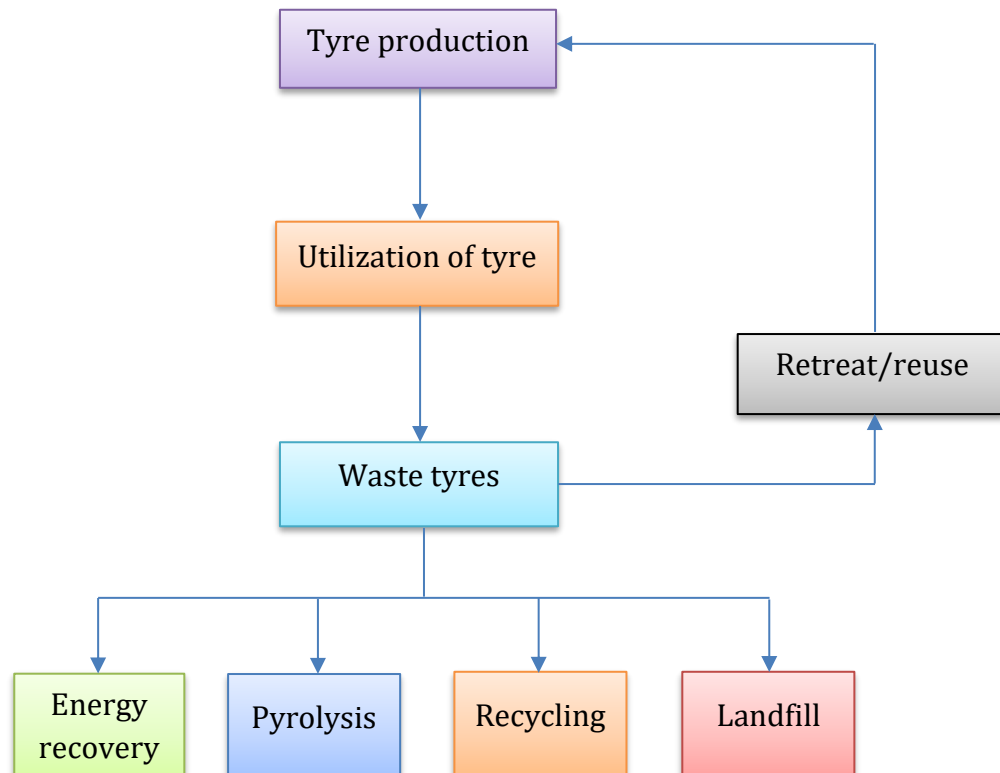 Tyre production
Utilization of tyre
Retreat/reuse
Waste tyres
Energy
recovery
Pyrolysis
Recycling
Landfill